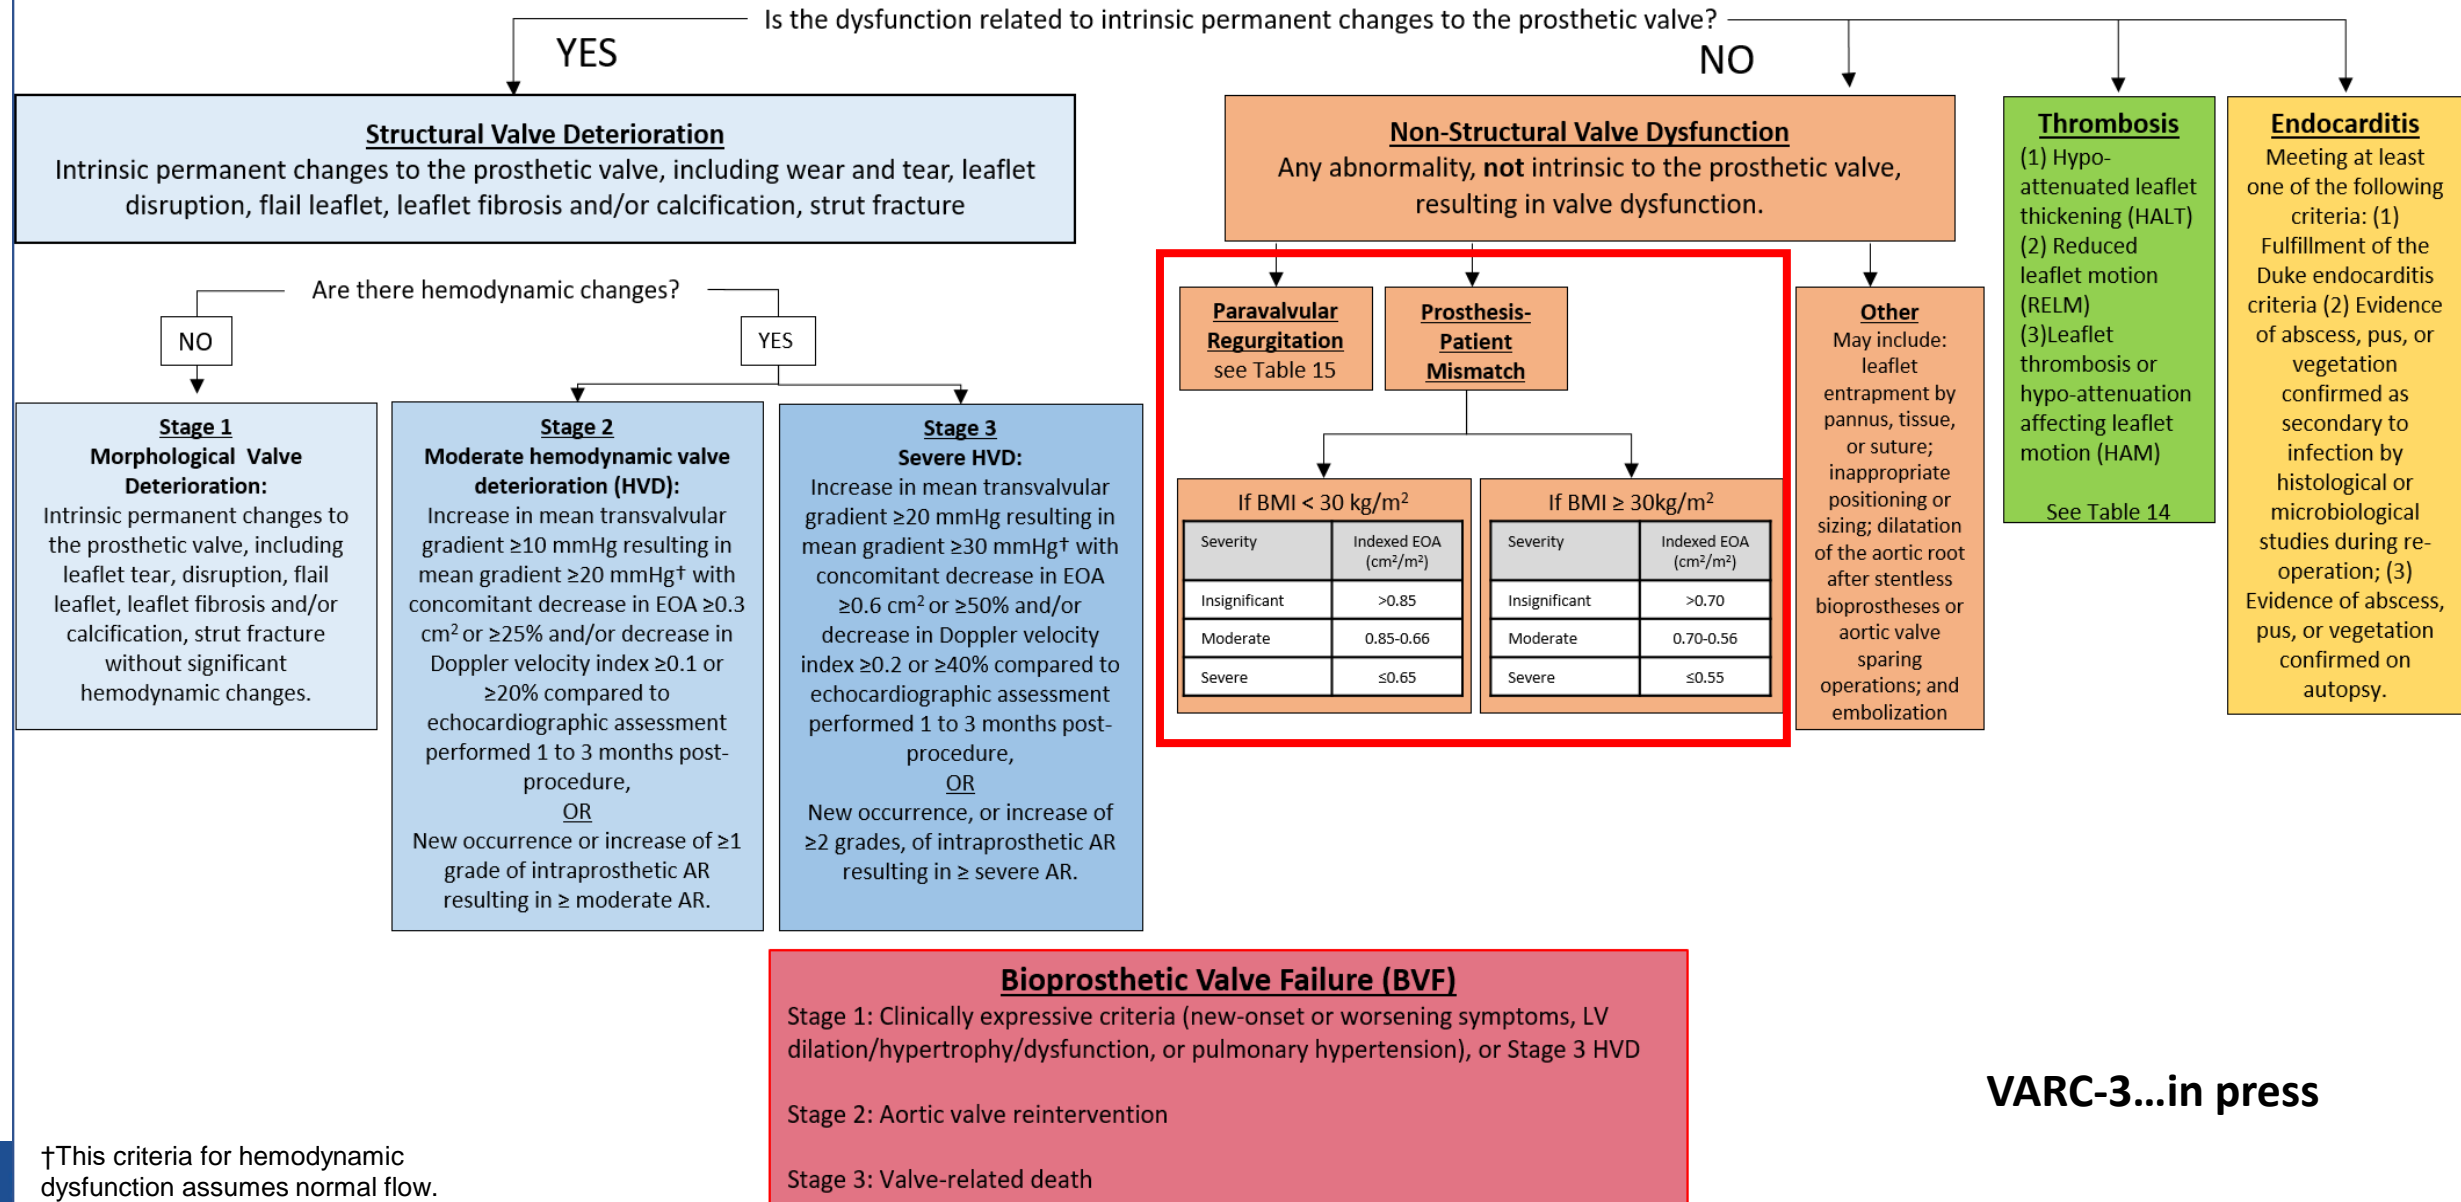 Is the dysfunction related to intrinsic permanent changes to the prosthetic valve?
YES
NO
Structural Valve Deterioration
Intrinsic permanent changes to the prosthetic valve, including wear and tear, leaflet
disruption, flail leaflet, leaflet fibrosis and/or calcification, strut fracture
Are there hemodynamic changes?
NO
YES
Stage 1
Morphological Valve
Deterioration:
Intrinsic permanent changes to
the prosthetic valve, including
leaflet tear, disruption, flail
leaflet, leaflet fibrosis and/or
calcification, strut fracture
without significant
hemodynamic changes.
Stage 2
Moderate hemodynamic valve
deterioration (HVD):
Increase in mean transvalvular
gradient ≥10 mmHg resulting in
mean gradient ≥20 mmHg† with
concomitant decrease in EOA ≥0.3
cm² or ≥25% and/or decrease in
Doppler velocity index ≥0.1 or
≥20% compared to
echocardiographic assessment
performed 1 to 3 months post-
procedure,
OR
New occurrence or increase of ≥1
grade of intraprosthetic AR
resulting in ≥ moderate AR.
Stage 3
Severe HVD:
Increase in mean transvalvular
gradient ≥20 mmHg resulting in
mean gradient ≥30 mmHg† with
concomitant decrease in EOA
≥0.6 cm² or ≥50% and/or
decrease in Doppler velocity
index ≥0.2 or ≥40% compared to
echocardiographic assessment
performed 1 to 3 months post-
procedure,
OR
New occurrence, or increase of
≥2 grades, of intraprosthetic AR
resulting in ≥ severe AR.
Non-Structural Valve Dysfunction
Any abnormality, not intrinsic to the prosthetic valve,
resulting in valve dysfunction.
Paravalvular
Regurgitation
see Table 15
Prosthesis-
Patient
Mismatch
If BMI < 30 kg/m²
Severity Indexed EOA
(cm²/m²)
Insignificant >0.85
Moderate 0.85-0.66
Severe ≤0.65
If BMI ≥ 30kg/m²
Severity Indexed EOA
(cm²/m²)
Insignificant >0.70
Moderate 0.70-0.56
Severe ≤0.55
Other
May include:
leaflet
entrapment by
pannus, tissue,
or suture;
inappropriate
positioning or
sizing; dilatation
of the aortic root
after stentless
bioprostheses or
aortic valve
sparing
operations; and
embolization
Thrombosis
(1) Hypo-
attenuated leaflet
thickening (HALT)
(2) Reduced
leaflet motion
(RELM)
(3)Leaflet
thrombosis or
hypo-attenuation
affecting leaflet
motion (HAM)
See Table 14
Endocarditis
Meeting at least
one of the following
criteria: (1)
Fulfillment of the
Duke endocarditis
criteria (2) Evidence
of abscess, pus, or
vegetation
confirmed as
secondary to
infection by
histological or
microbiological
studies during re-
operation; (3)
Evidence of abscess,
pus, or vegetation
confirmed on
autopsy.
Bioprosthetic Valve Failure (BVF)
Stage 1: Clinically expressive criteria (new-onset or worsening symptoms, LV
dilation/hypertrophy/dysfunction, or pulmonary hypertension), or Stage 3 HVD
Stage 2: Aortic valve reintervention
Stage 3: Valve-related death
VARC-3…in press
†This criteria for hemodynamic
dysfunction assumes normal flow.